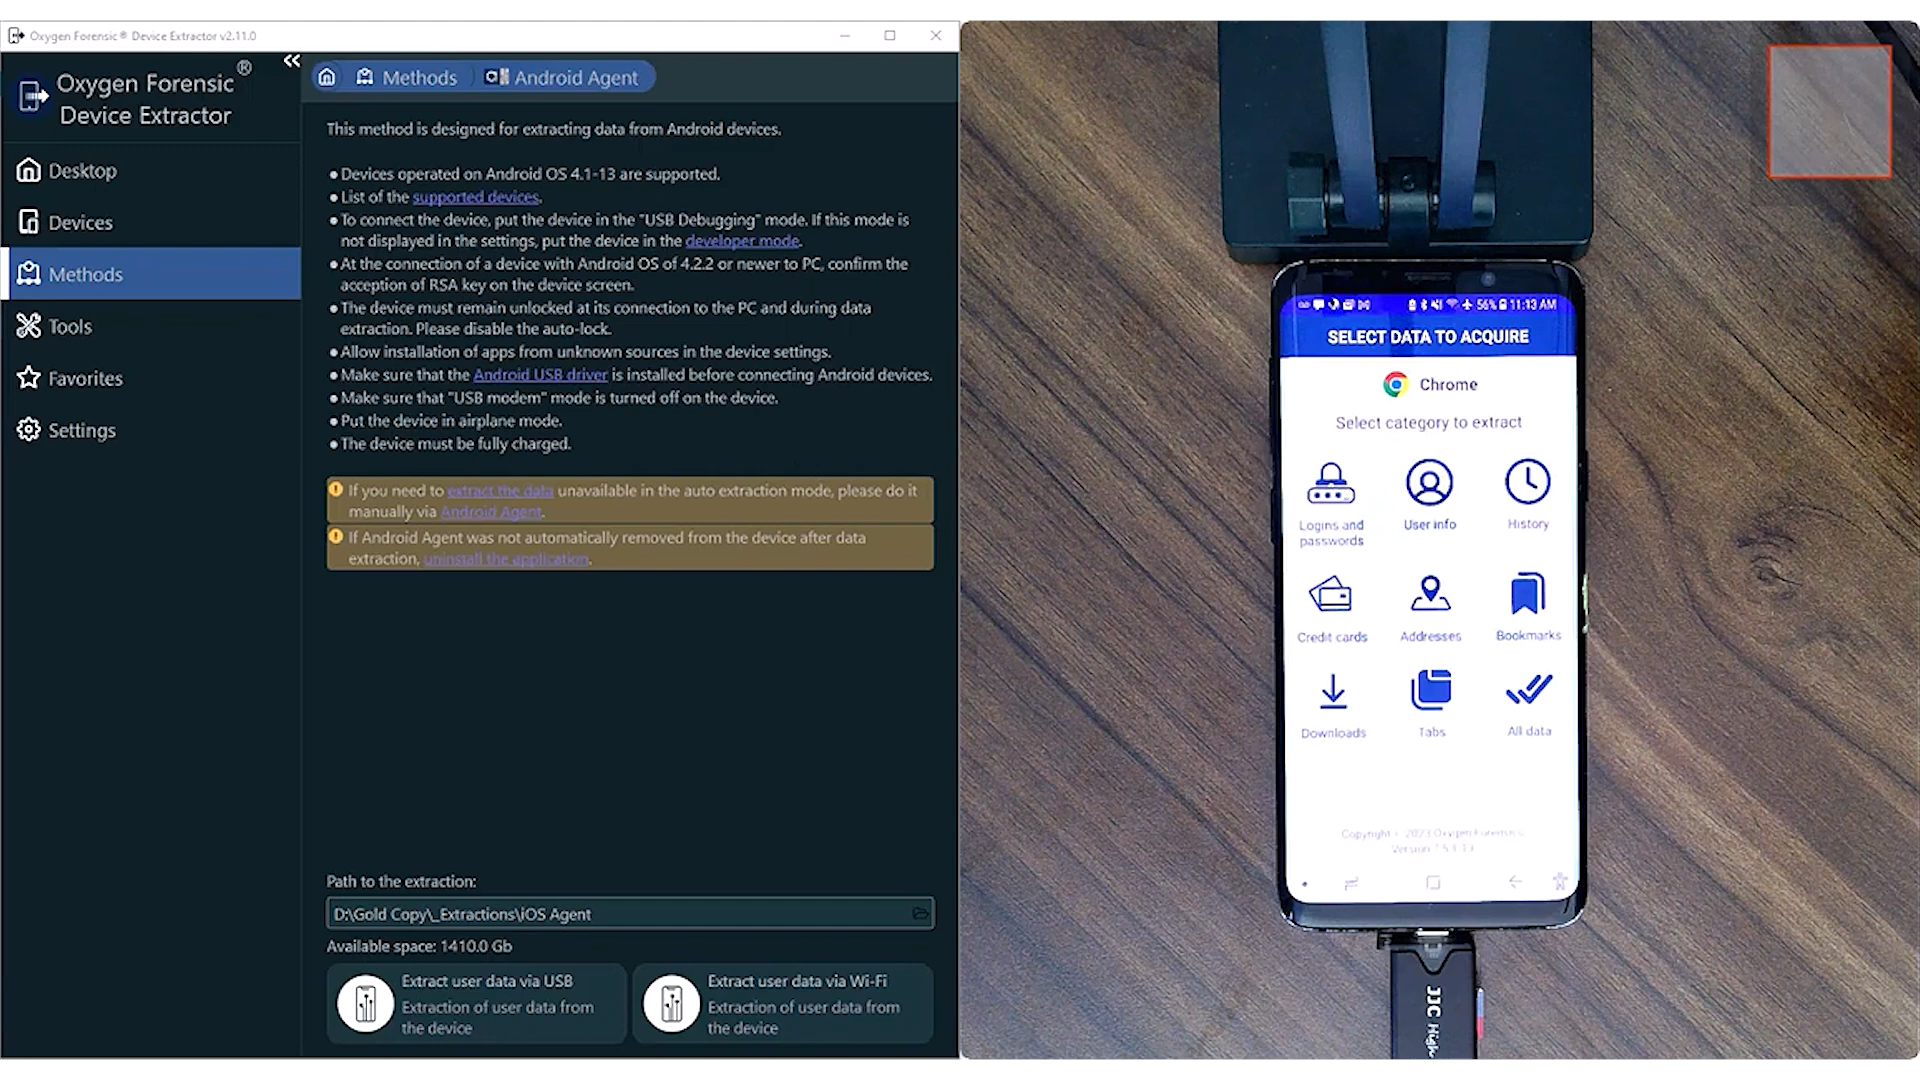 Oxygen Forensic® Device Extractor v2.11.0
Oxygen Forensic ®
Device Extractor
Desktop
Devices
Methods
Tools
Favorites
Settings
Methods
Android Agent
This method is designed for extracting data from Android devices.
● Devices operated on Android OS 4.1-13 are supported.
● List of the supported devices.
● To connect the device, put the device in the "USB Debugging" mode. If this mode is
not displayed in the settings, put the device in the developer mode.
● At the connection of a device with Android OS of 4.2.2 or newer to PC, confirm the
acception of RSA key on the device screen.
● The device must remain unlocked at its connection to the PC and during data
extraction. Please disable the auto-lock.
● Allow installation of apps from unknown sources in the device settings.
● Make sure that the Android USB driver is installed before connecting Android devices.
● Make sure that "USB modem" mode is turned off on the device.
● Put the device in airplane mode.
● The device must be fully charged.
If you need to extract the data unavailable in the auto extraction mode, please do it
manually via Android Agent.
If Android Agent was not automatically removed from the device after data
extraction, uninstall the application.
Path to the extraction:
D:\Gold Copy\_Extractions\iOS Agent
Available space: 1410.0 Gb
Extract user data via USB
Extraction of user data from
the device
Extract user data via Wi-Fi
Extraction of user data from
the device
56% 11:13 AM
SELECT DATA TO ACQUIRE
Chrome
Select category to extract
Logins and
passwords
User info
History
Credit cards
Addresses
Bookmarks
Downloads
Tabs
All data
Copyright © 2023 Oxygen Forensics
Version
JJC High-